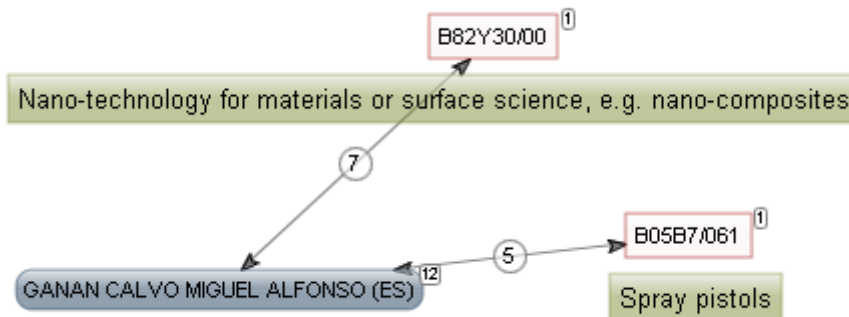 B82Y30/00
1
Nano-technology for materials or surface science, e.g. nano-composites
7
B05B7/061
1
5
12
GANAN CALVO MIGUEL ALFONSO (ES)
Spray pistols